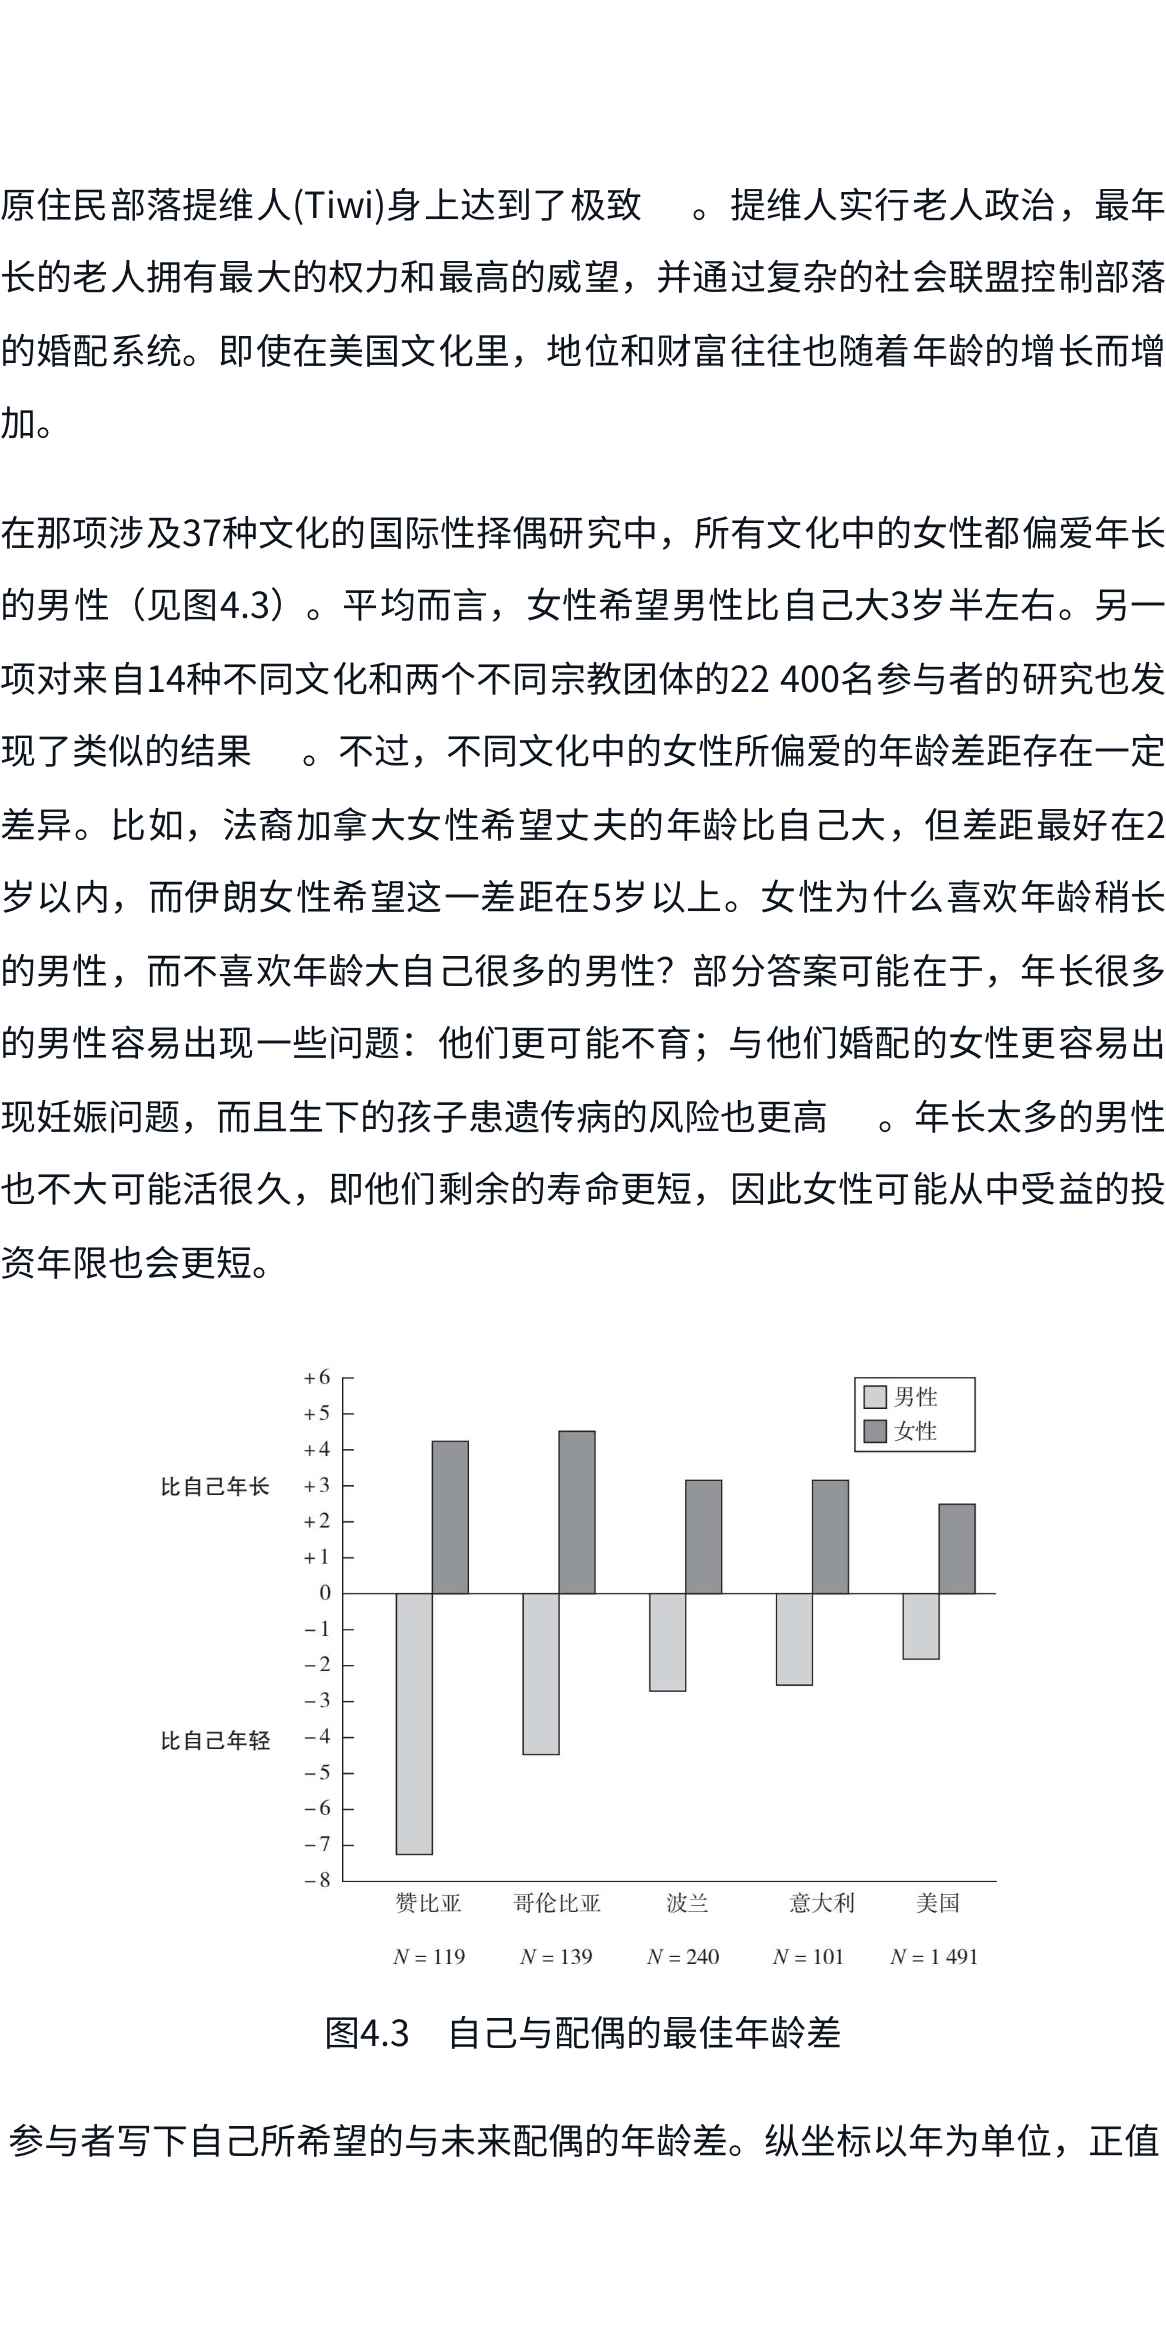 原住民部落提维人(Tiwi)身上达到了极致 。提维人实行老人政治，最年
长的老人拥有最大的权力和最高的威望，并通过复杂的社会联盟控制部落
的婚配系统。即使在美国文化里，地位和财富往往也随着年龄的增长而增
加。
在那项涉及37种文化的国际性择偶研究中，所有文化中的女性都偏爱年长
的男性（见图4.3）。平均而言，女性希望男性比自己大3岁半左右。另一
项对来自14种不同文化和两个不同宗教团体的22 400名参与者的研究也发
现了类似的结果 。不过，不同文化中的女性所偏爱的年龄差距存在一定
差异。比如，法裔加拿大女性希望丈夫的年龄比自己大，但差距最好在2
岁以内，而伊朗女性希望这一差距在5岁以上。女性为什么喜欢年龄稍长
的男性，而不喜欢年龄大自己很多的男性？部分答案可能在于，年长很多
的男性容易出现一些问题：他们更可能不育；与他们婚配的女性更容易出
现妊娠问题，而且生下的孩子患遗传病的风险也更高 。年长太多的男性
也不大可能活很久，即他们剩余的寿命更短，因此女性可能从中受益的投
资年限也会更短。
+6
男性
+5
女性
+4
比自己年长
+3
+2
+1
0
−1
−2
−3
比自己年轻
−4
−5
−6
−7
−8
赞比亚 哥伦比亚 波兰 意大利 美国
N = 119 N = 139 N = 240 N = 101 N = 1 491
图4.3 自己与配偶的最佳年龄差
参与者写下自己所希望的与未来配偶的年龄差。纵坐标以年为单位，正值